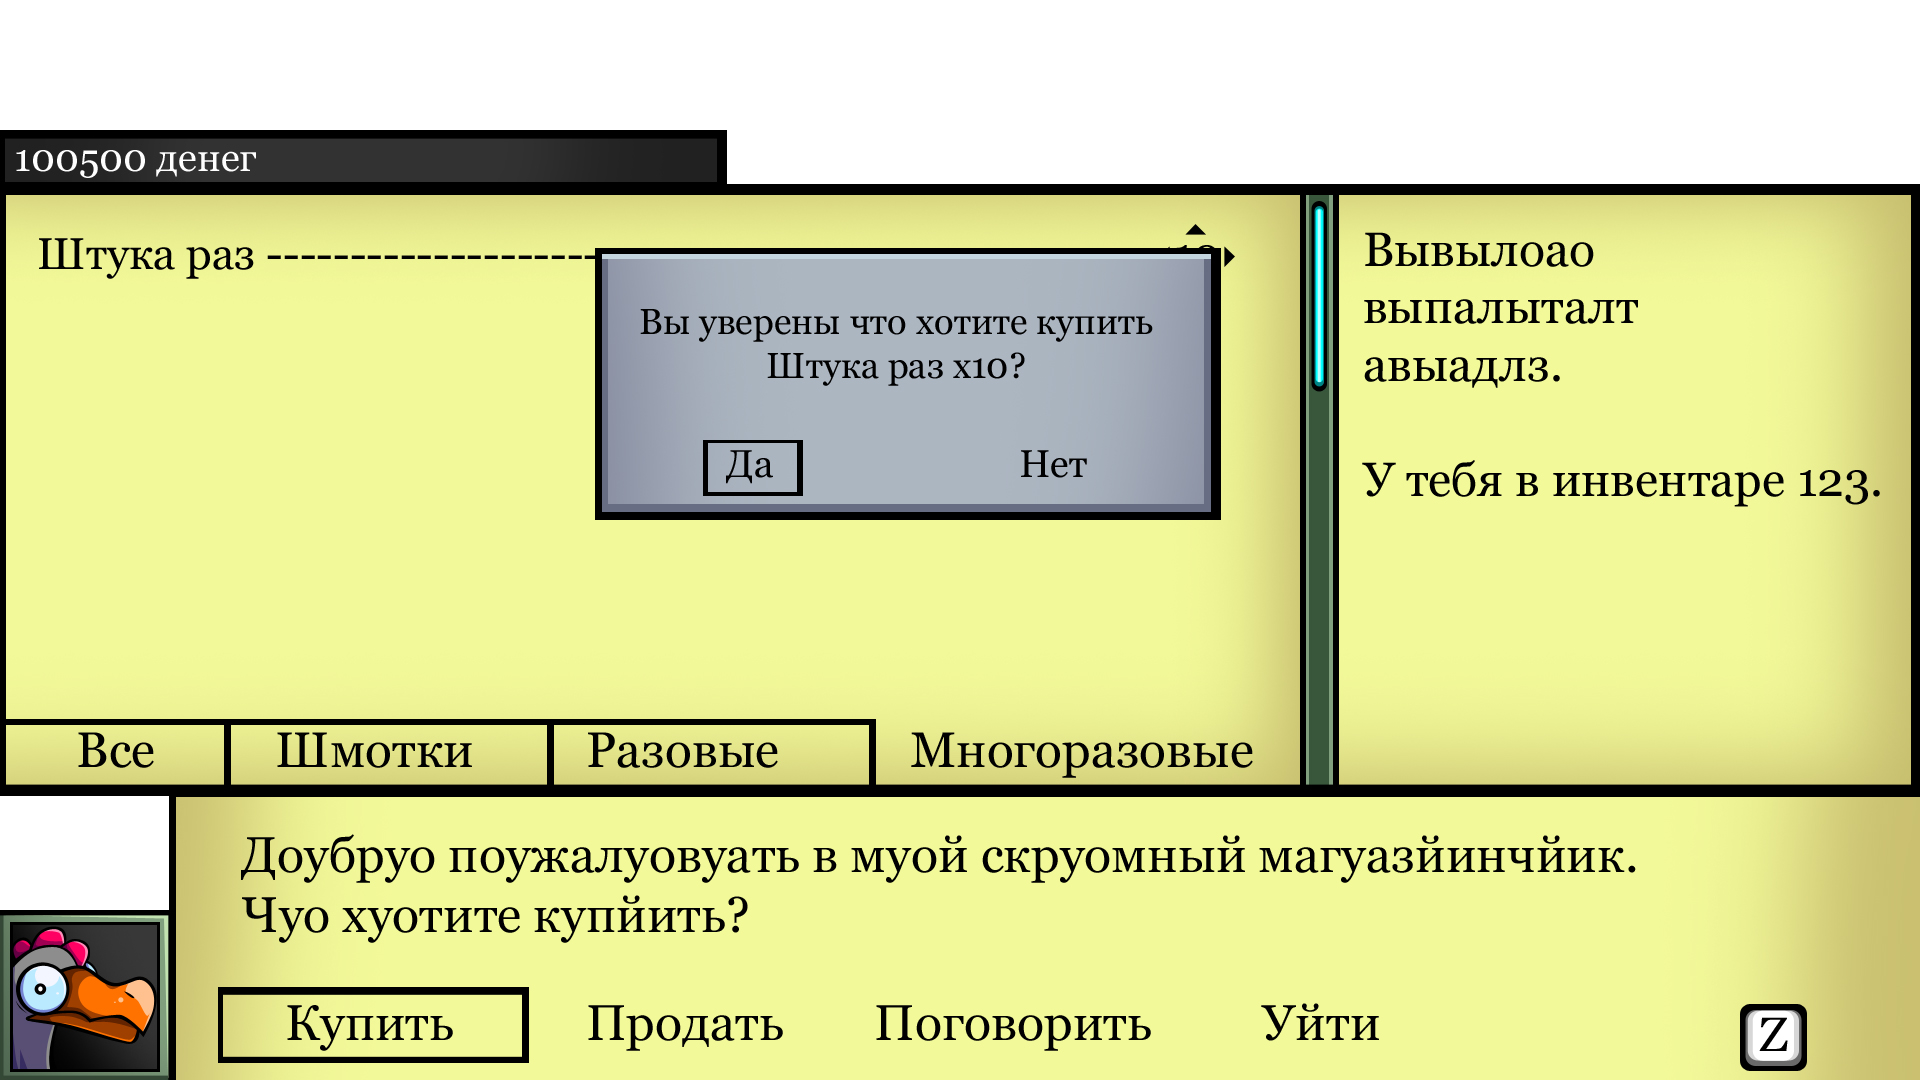 100500 денег
Штука раз --------------------
Вы уверены что хотите купить
Штука раз x10?
Да
Нет
Вывылоао
выпалыталт
авыадлз.
У тебя в инвентаре 123.
Все
Шмотки
Разовые
Многоразовые
Доубруо поужалуовуать в муой скруомный магуазйинчйик.
Чуо хуотите купйить?
Купить
Продать
Поговорить
Уйти
Z